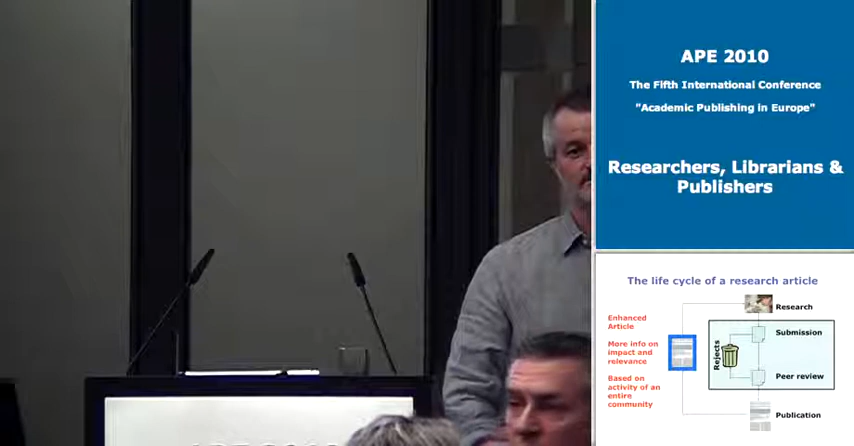 APE 2010
The Fifth International Conference
"Academic Publishing in Europe"
Researchers, Librarians &
Publishers
The life cycle of a research article
Research
Enhanced
Article
More info on
impact and
relevance
Based on
activity of an
entire
community
Rejects
Submission
Peer review
Publication